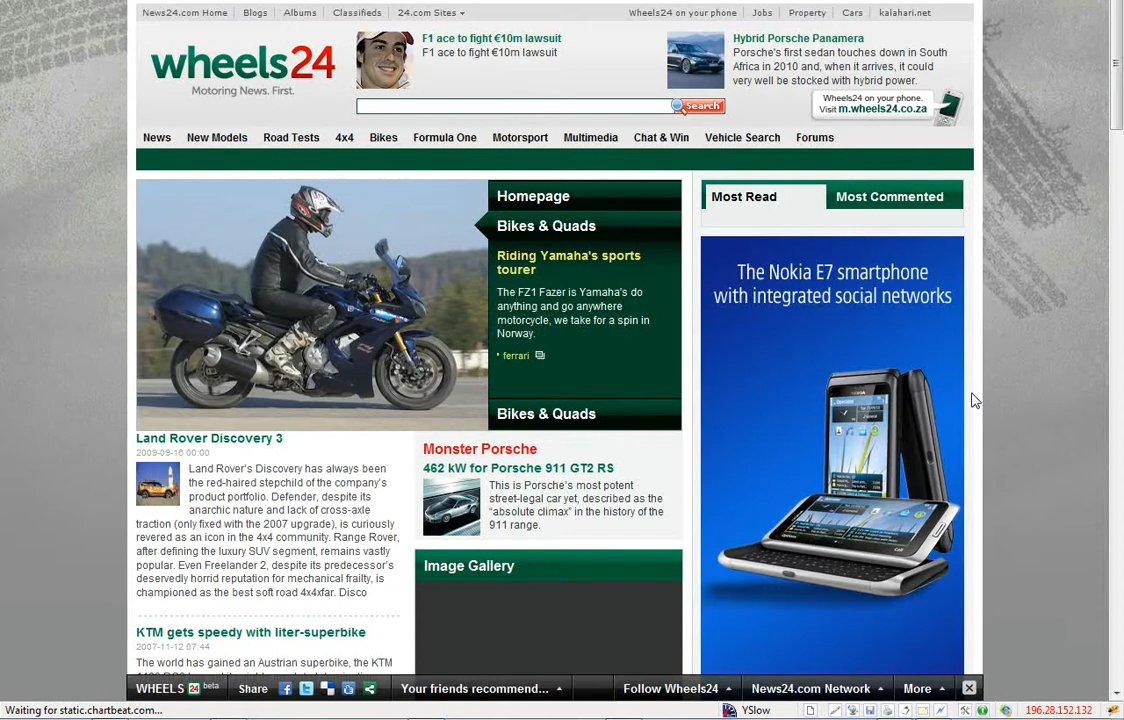 News24.com Home Blogs Albums Classifieds 24.com Sites Wheels24 on your phone Jobs Property Cars kalahari.net
wheels24
Motoring News. First.
F1 ace to fight €10m lawsuit
F1 ace to fight €10m lawsuit
Hybrid Porsche Panamera
Porsche's first sedan touches down in South
Africa in 2010 and, when it arrives, it could
very well be stocked with hybrid power.
Search
Wheels24 on your phone.
Visit m.wheels24.co.za
News New Models Road Tests 4x4 Bikes Formula One Motorsport Multimedia Chat & Win Vehicle Search Forums
Homepage
Bikes & Quads
Riding Yamaha's sports
tourer
The FZ1 Fazer is Yamaha's do
anything and go anywhere
motorcycle, we take for a spin in
Norway.
ferrari
Bikes & Quads
Most Read Most Commented
The Nokia E7 smartphone
with integrated social networks
Land Rover Discovery 3
2009-09-16 00:00
Land Rover's Discovery has always been
the red-haired stepchild of the company's
product portfolio. Defender, despite its
anarchic nature and lack of cross-axle
traction (only fixed with the 2007 upgrade), is curiously
revered as an icon in the 4x4 community. Range Rover,
after defining the luxury SUV segment, remains vastly
popular. Even Freelander 2, despite its predecessor's
deservedly horrid reputation for mechanical frailty, is
championed as the best soft road 4x4xfar. Disco
KTM gets speedy with liter-superbike
2007-11-12 07:44
The world has gained an Austrian superbike, the KTM
Monster Porsche
462 kW for Porsche 911 GT2 RS
This is Porsche's most potent
street-legal car yet, described as the
"absolute climax" in the history of the
911 range.
Image Gallery
WHEELS 24 beta Share Your friends recommend... Follow Wheels24 News24.com Network More
Waiting for static.chartbeat.com... YSlow 196.28.152.132